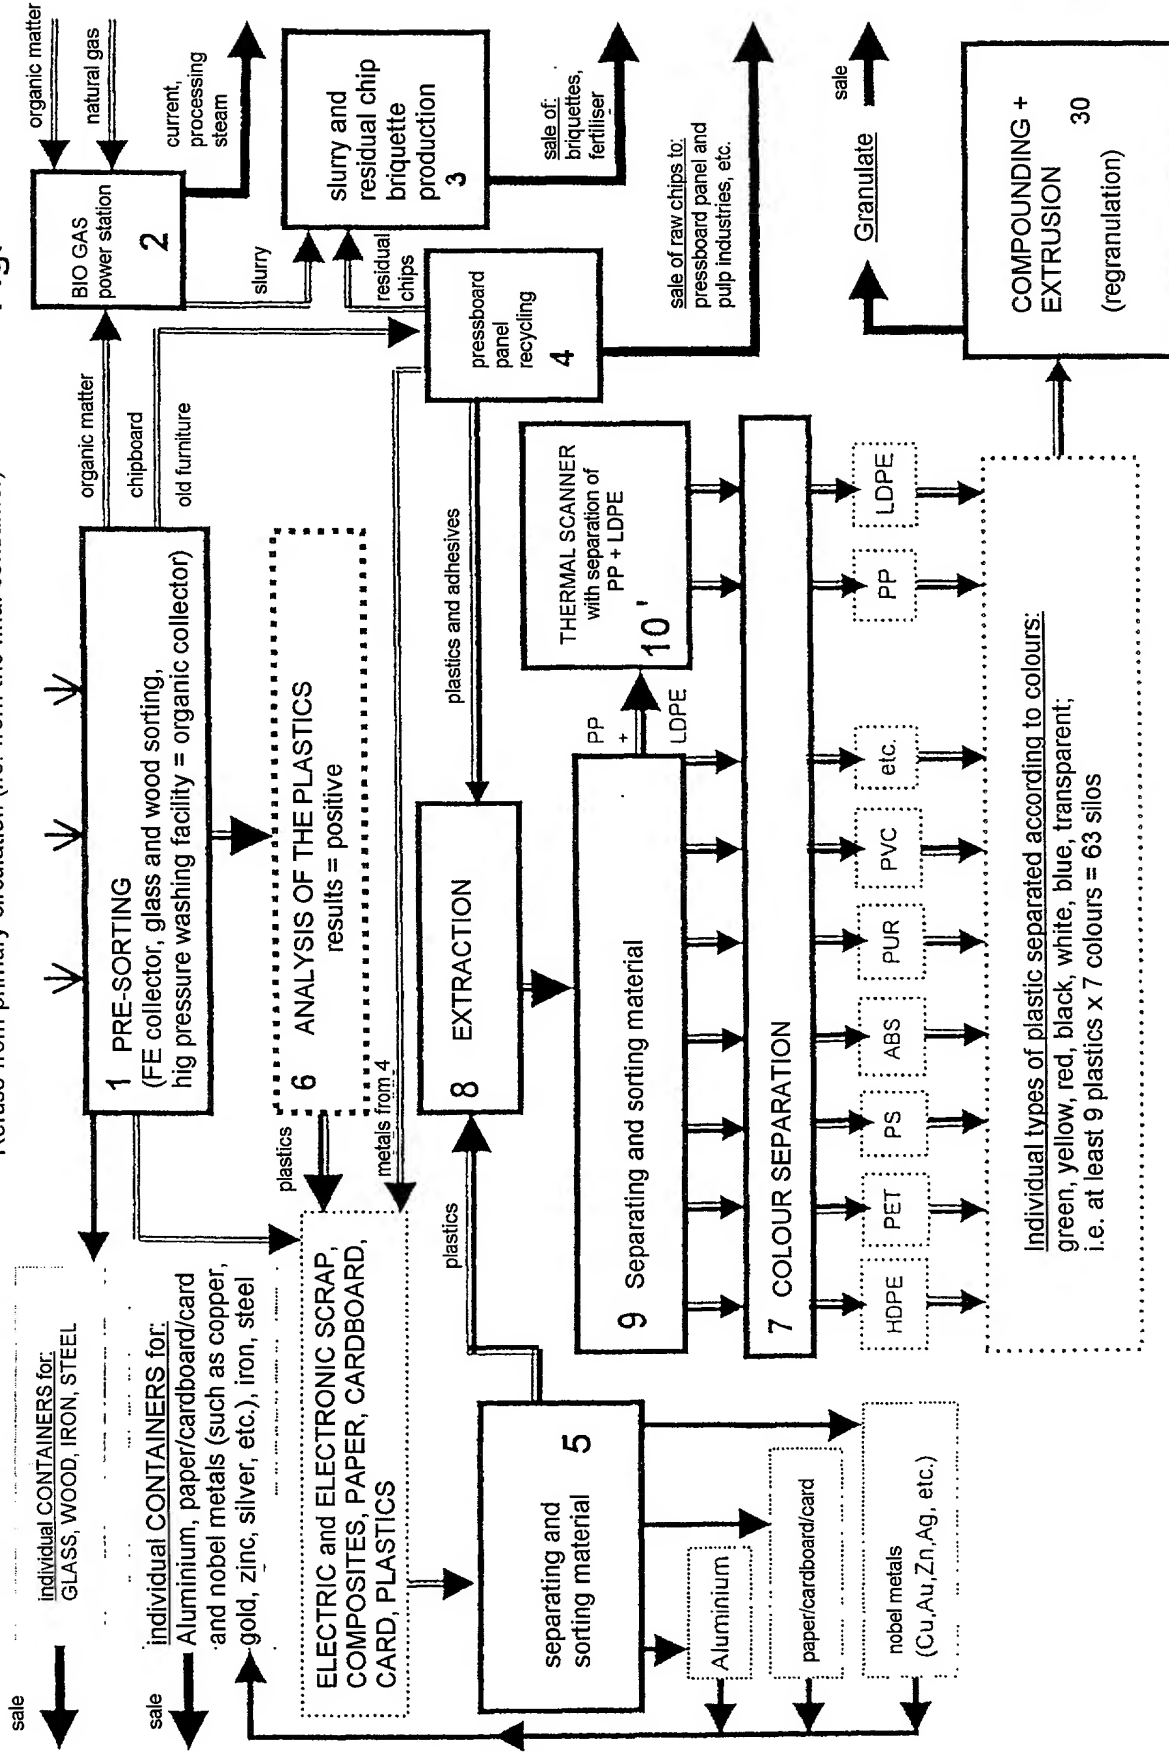 sale
individual CONTAINERS for:
GLASS, WOOD, IRON, STEEL
sale
individual CONTAINERS for:
Aluminium, paper/cardboard/card
and nobel metals (such as copper,
gold, zinc, silver, etc.), iron, steel
1 PRE-SORTING
(FE collector, glass and wood sorting,
hig pressure washing facility = organic collector)
organic matter
chipboard
old furniture
organic matter
natural gas
BIO GAS
power station
2
current,
processing
steam
slurry
slurry and
residual chip
briquette
production
3
residual
chips
sale of:
briquettes,
fertiliser
pressboard
panel
recycling
4
sale of raw chips to:
pressboard panel and
pulp industries, etc.
6 ANALYSIS OF THE PLASTICS
results = positive
plastics
metals from 4
plastics and adhesives
ELECTRIC and ELECTRONIC SCRAP,
COMPOSITES, PAPER, CARDBOARD,
CARD, PLASTICS
separating and
sorting material
5
plastics
Aluminium
paper/cardboard/card
nobel metals
(Cu,Au,Zn,Ag, etc.)
8 EXTRACTION
9 Separating and sorting material
PP
+
LDPE
THERMAL SCANNER
with separation of
PP + LDPE
10'
7 COLOUR SEPARATION
HDPE
PET
PS
ABS
PUR
PVC
etc.
PP
LDPE
Individual types of plastic separated according to colours:
green, yellow, red, black, white, blue, transparent;
i.e. at least 9 plastics x 7 colours = 63 silos
COMPOUNDING +
EXTRUSION
30
(regranulation)
Granulate
sale